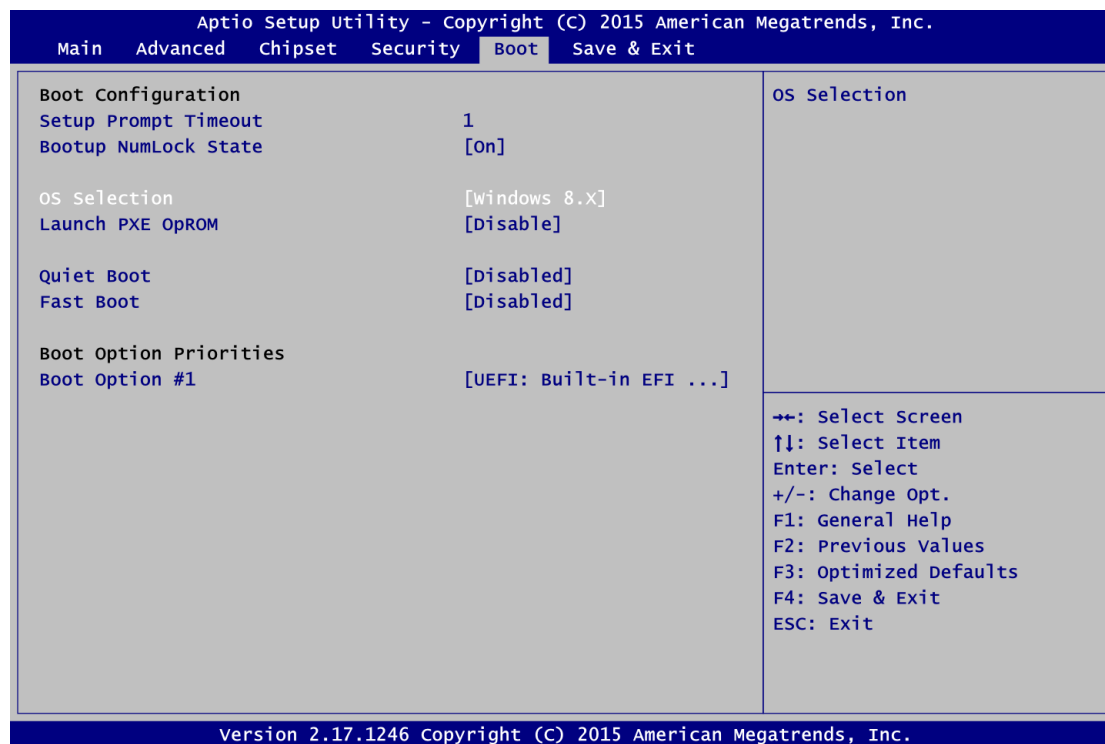 Aptio Setup Utility - Copyright (C) 2015 American Megatrends, Inc.
Main Advanced Chipset Security Boot Save & Exit
Boot Configuration
Setup Prompt Timeout 1
Bootup NumLock State [On]
OS Selection [Windows 8.X]
Launch PXE OpROM [Disable]
Quiet Boot [Disabled]
Fast Boot [Disabled]
Boot Option Priorities
Boot Option #1 [UEFI: Built-in EFI ...]
OS Selection
→←: Select Screen
↑↓: Select Item
Enter: Select
+/-: Change Opt.
F1: General Help
F2: Previous Values
F3: Optimized Defaults
F4: Save & Exit
ESC: Exit
Version 2.17.1246 Copyright (C) 2015 American Megatrends, Inc.